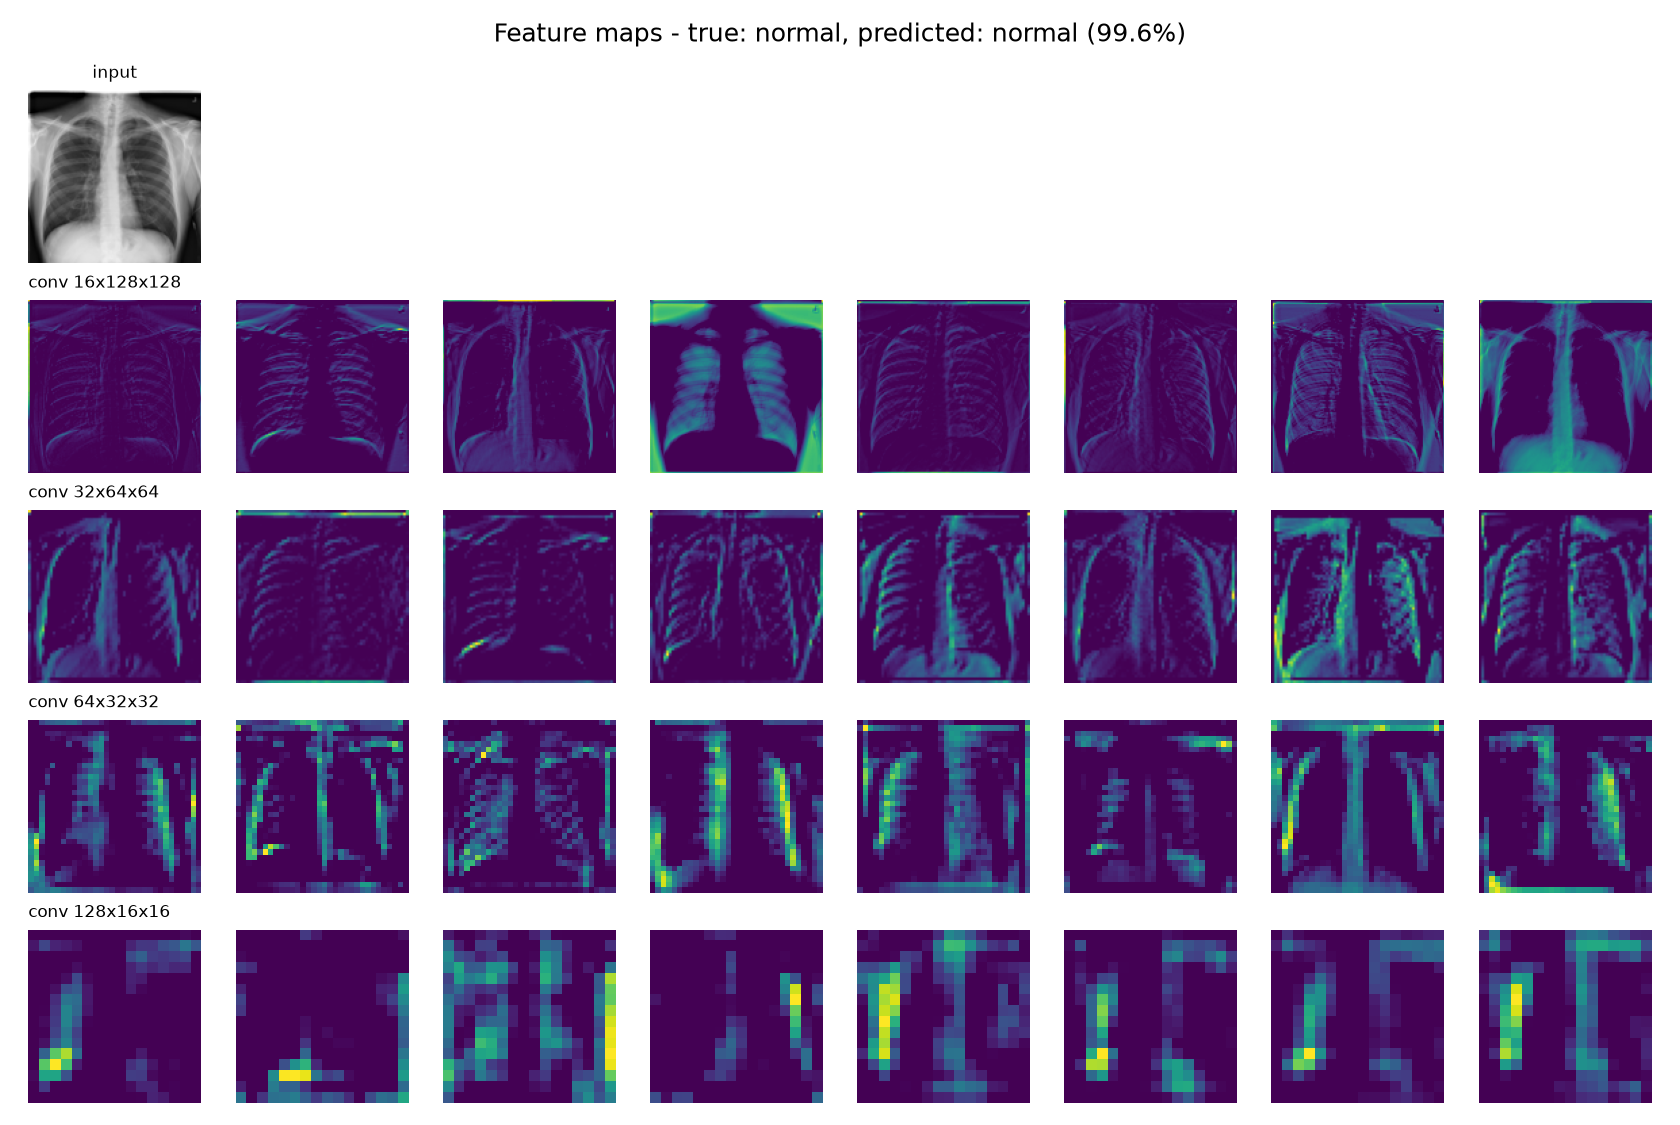 Feature maps - true: normal, predicted: normal (99.6%)
input
conv 16x128x128
conv 32x64x64
conv 64x32x32
conv 128x16x16